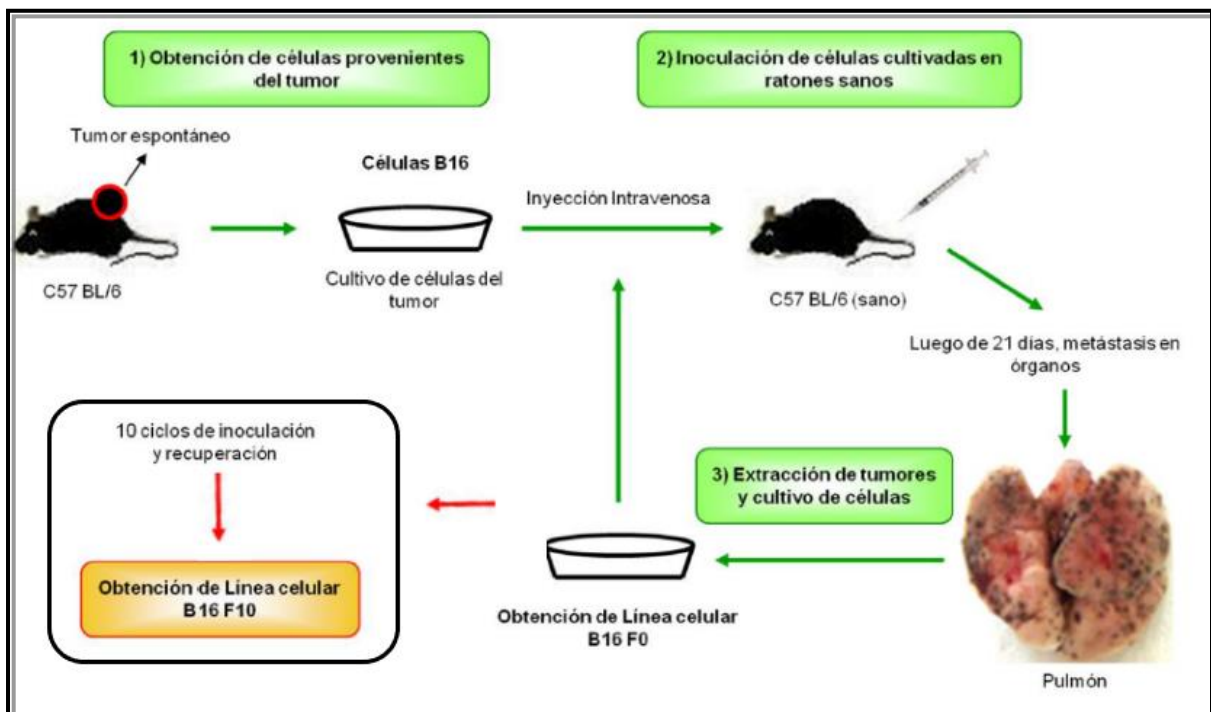 1) Obtención de células provenientes
del tumor
2) Inoculación de células cultivadas en
ratones sanos
Tumor espontáneo
Células B16
Inyección Intravenosa
C57 BL/6
Cultivo de células del
tumor
C57 BL/6 (sano)
Luego de 21 días, metástasis en
órganos
10 ciclos de inoculación
y recuperación
3) Extracción de tumores
y cultivo de células
Obtención de Línea celular
B16 F10
Obtención de Línea celular
B16 F0
Pulmón